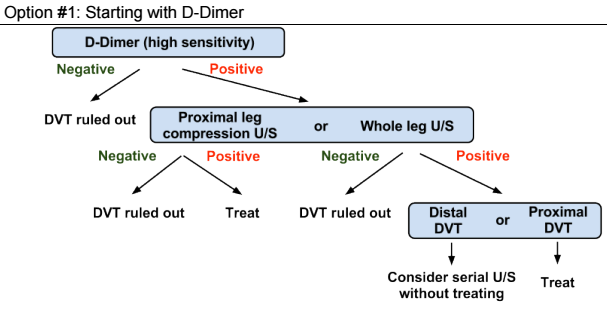 Option #1: Starting with D-Dimer
D-Dimer (high sensitivity)
Negative
Positive
DVT ruled out
Proximal leg
compression U/S
or
Whole leg U/S
Negative
Positive
Negative
Positive
DVT ruled out
Treat
DVT ruled out
Distal
DVT
or
Proximal
DVT
Consider serial U/S
without treating
Treat